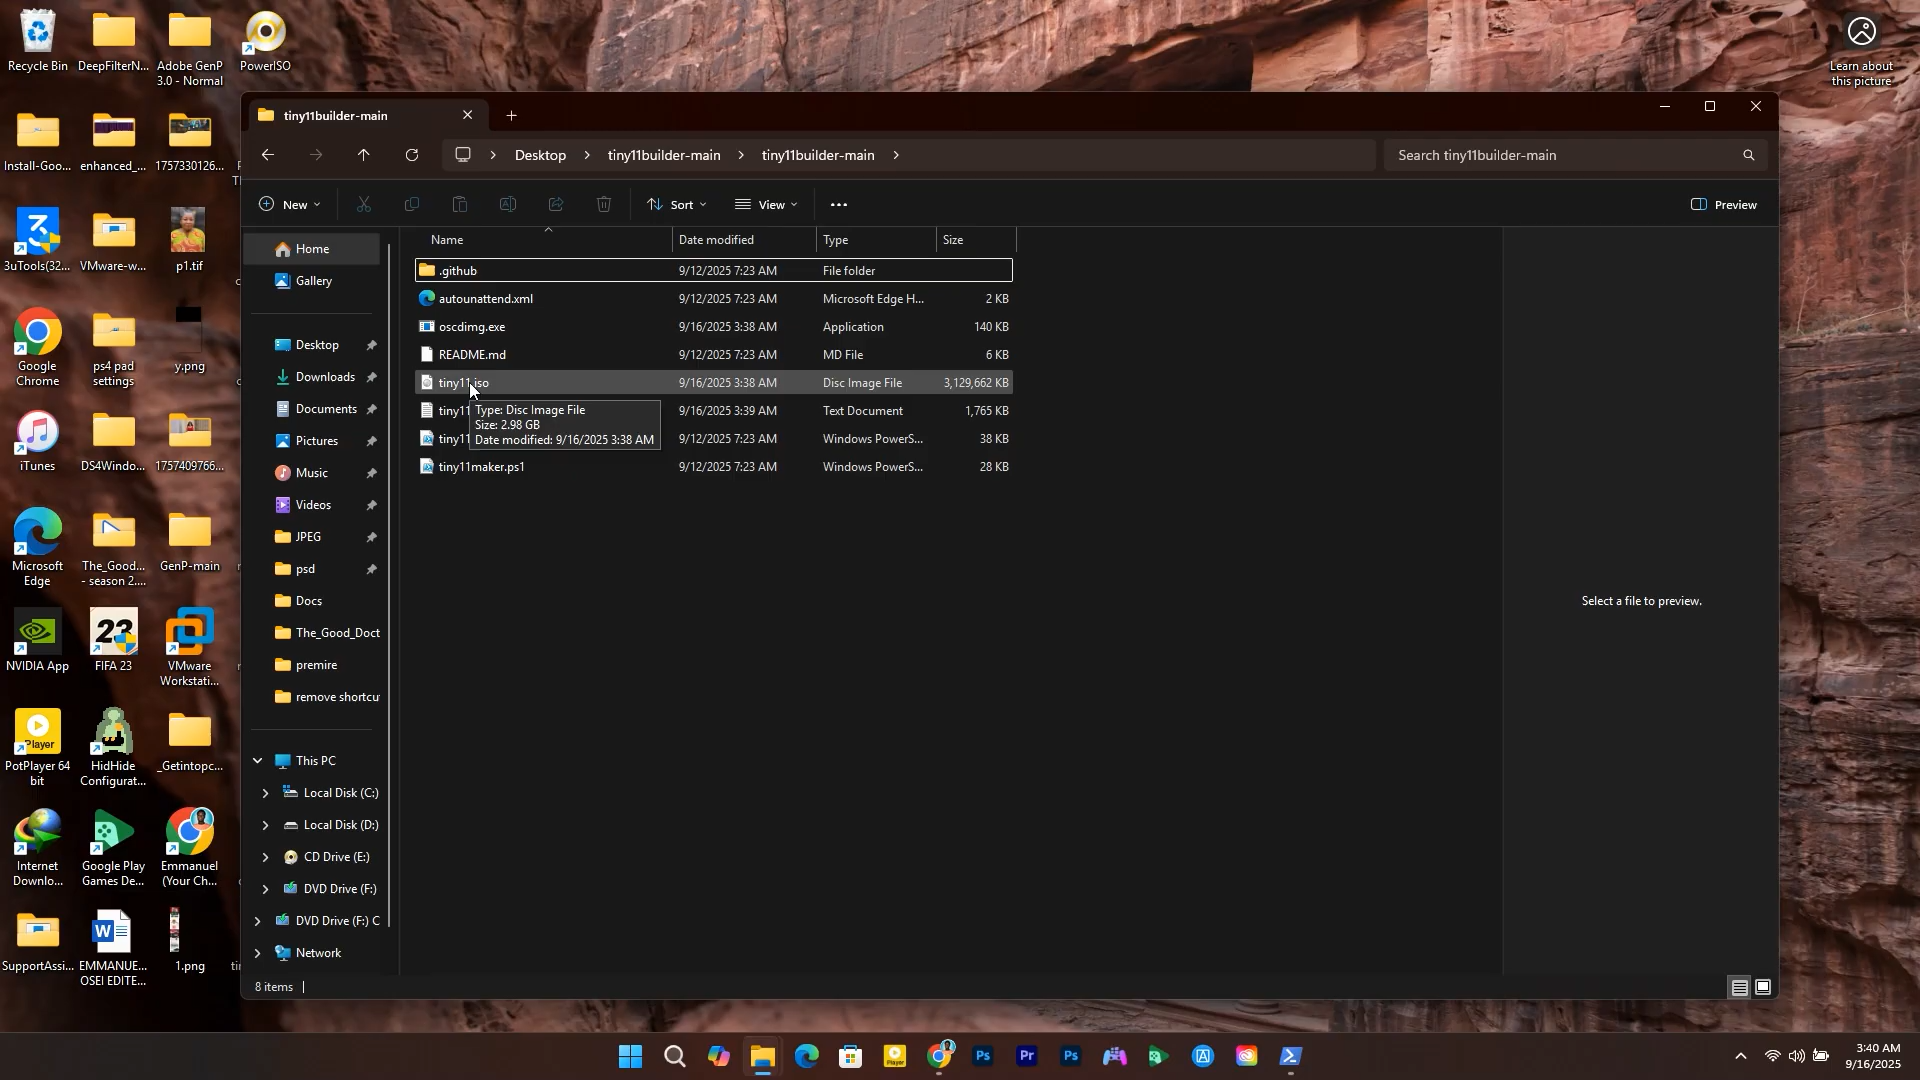 Recycle Bin
DeepFilterN...
Adobe GenP
3.0 - Normal
PowerISO
Learn about
this picture
Install-Goo...
enhanced_...
1757330126...
3uTools(32...
VMware-w...
p1.tif
Google
Chrome
ps4 pad
settings
y.png
iTunes
DS4Windo...
1757409766...
Microsoft
Edge
The_Good...
- season 2....
GenP-main
NVIDIA App
FIFA 23
VMware
Workstati...
PotPlayer 64
bit
HidHide
Configurat...
_Getintopc...
Internet
Downlo...
Google Play
Games De...
Emmanuel
(Your Ch...
SupportAssi...
EMMANUE...
OSEI EDITE...
1.png
tiny11builder-main
Desktop
tiny11builder-main
tiny11builder-main
Search tiny11builder-main
New
Sort
View
Preview
Home
Gallery
Desktop
Downloads
Documents
Pictures
Music
Videos
JPEG
psd
Docs
The_Good_Doct
premire
remove shortcu
This PC
Local Disk (C:)
Local Disk (D:)
CD Drive (E:)
DVD Drive (F:)
DVD Drive (F:) C
Network
Name Date modified Type Size
.github 9/12/2025 7:23 AM File folder
autounattend.xml 9/12/2025 7:23 AM Microsoft Edge H... 2 KB
oscdimg.exe 9/16/2025 3:38 AM Application 140 KB
README.md 9/12/2025 7:23 AM MD File 6 KB
tiny11.iso 9/16/2025 3:38 AM Disc Image File 3,129,662 KB
tiny11 9/16/2025 3:39 AM Text Document 1,765 KB
tiny11 9/12/2025 7:23 AM Windows PowerS... 38 KB
tiny11maker.ps1 9/12/2025 7:23 AM Windows PowerS... 28 KB
Type: Disc Image File
Size: 2.98 GB
Date modified: 9/16/2025 3:38 AM
Select a file to preview.
8 items
3:40 AM
9/16/2025